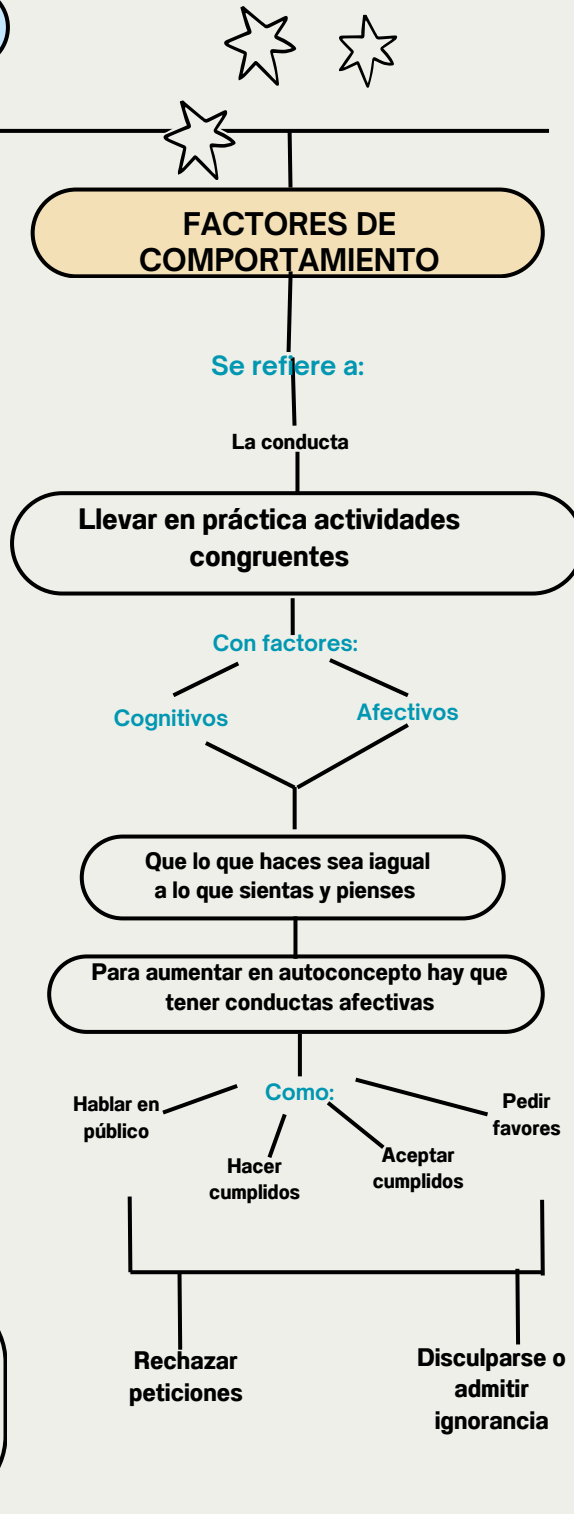 FACTORES DE
COMPORTAMIENTO
Se refiere a:
La conducta
Llevar en práctica actividades
congruentes
Con factores:
Cognitivos
Afectivos
Que lo que haces sea iagual
a lo que sientas y pienses
Para aumentar en autoconcepto hay que
tener conductas afectivas
Como:
Hablar en
público
Hacer
cumplidos
Aceptar
cumplidos
Pedir
favores
Rechazar
peticiones
Disculparse o
admitir
ignorancia